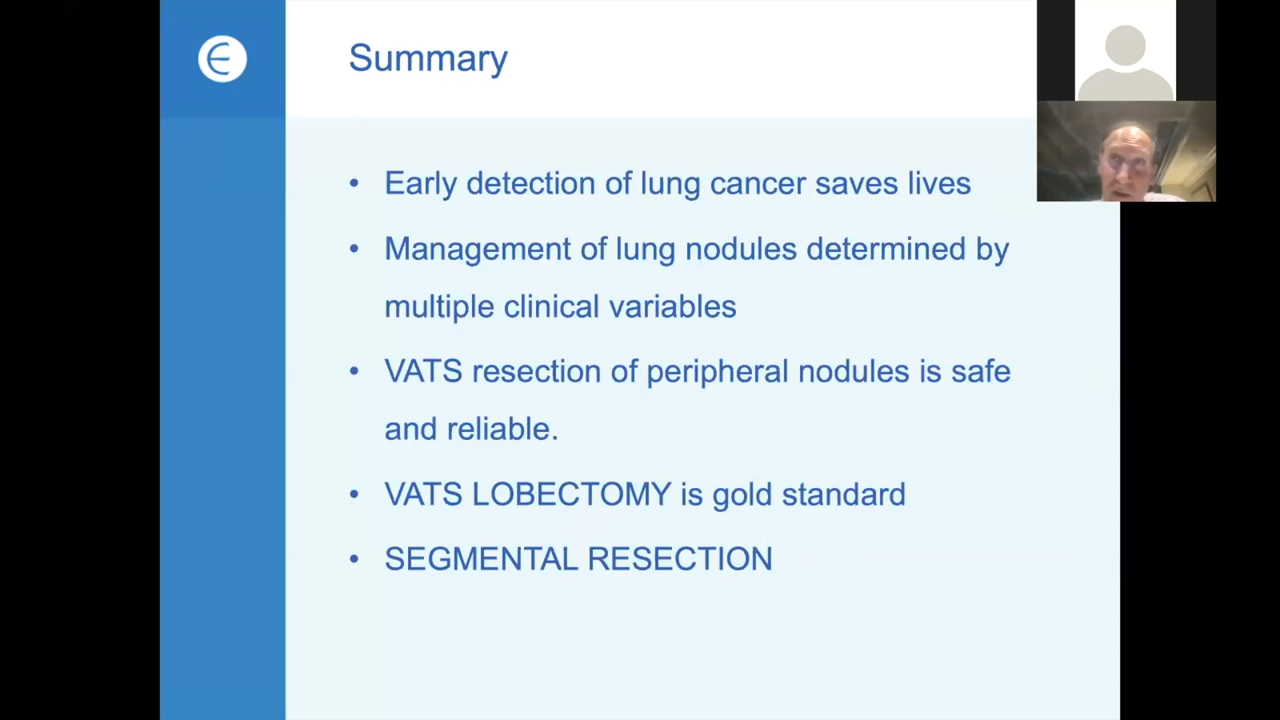 Summary
• Early detection of lung cancer saves lives
• Management of lung nodules determined by
multiple clinical variables
• VATS resection of peripheral nodules is safe
and reliable.
• VATS LOBECTOMY is gold standard
• SEGMENTAL RESECTION